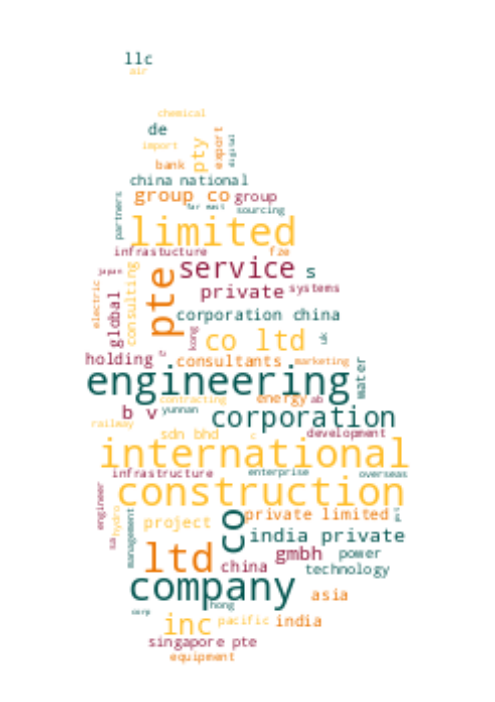 llc
air
chemical
de
import
pty
export
digital
bank
china national
partners
group co
group
far east
sourcing
limited
infrastucture
fze
japan
pte
service
s
electric
global
consulting
private
systems
corporation china
kong
co ltd
uk
holding
e
consultants
marketing
water
engineering
contracting
energy
ab
b v
yunnan
corporation
railway
sdn bhd
c
development
international
infrastructure
enterprise
overseas
engineer
construction
hydro
management
co
project
private limited
sa
india private
ltd
china
gmbh
power
technology
company
hong
asia
corp
inc
pacific
india
singapore pte
equipment